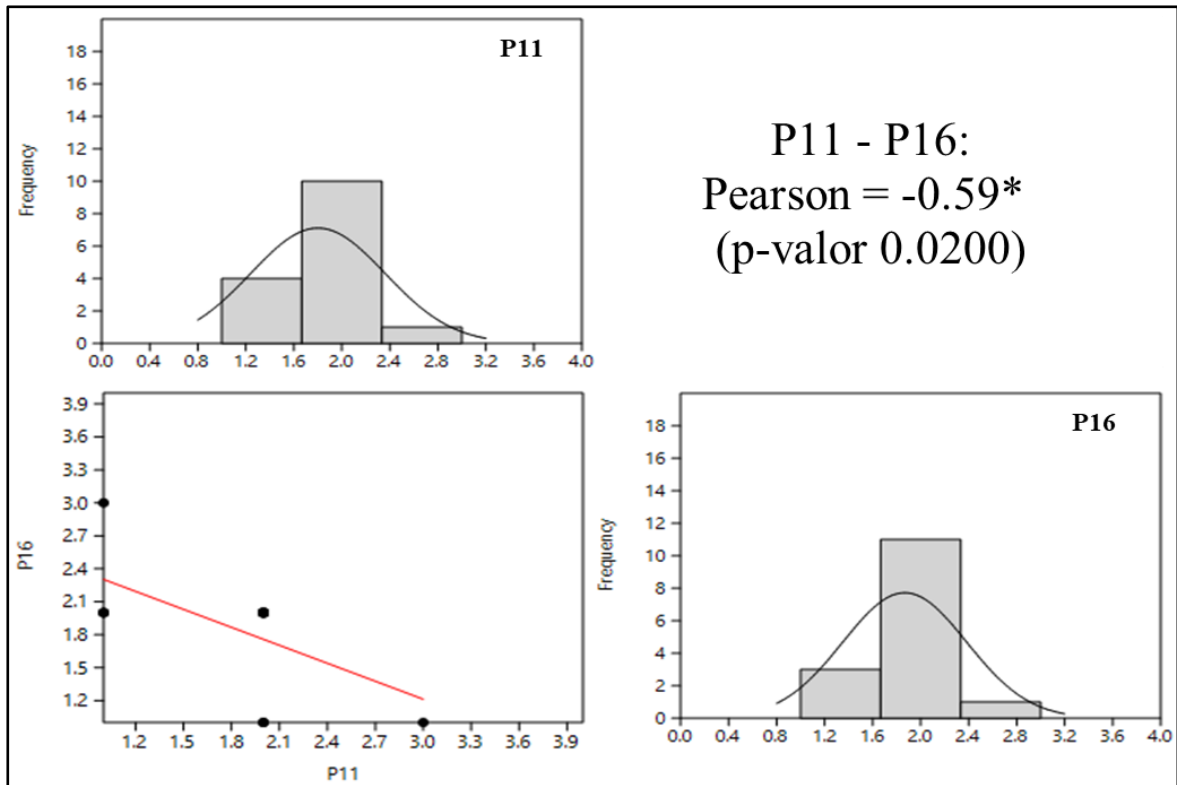 P11
18
16
14
12
10
8
6
4
2
0
Frequency
0.0 0.4 0.8 1.2 1.6 2.0 2.4 2.8 3.2 3.6 4.0
P11 - P16:
Pearson = -0.59*
(p-valor 0.0200)
3.9
3.6
3.3
3.0
2.7
2.4
2.1
1.8
1.5
1.2
P16
1.2 1.5 1.8 2.1 2.4 2.7 3.0 3.3 3.6 3.9
P11
P16
18
16
14
12
10
8
6
4
2
0
Frequency
0.0 0.4 0.8 1.2 1.6 2.0 2.4 2.8 3.2 3.6 4.0